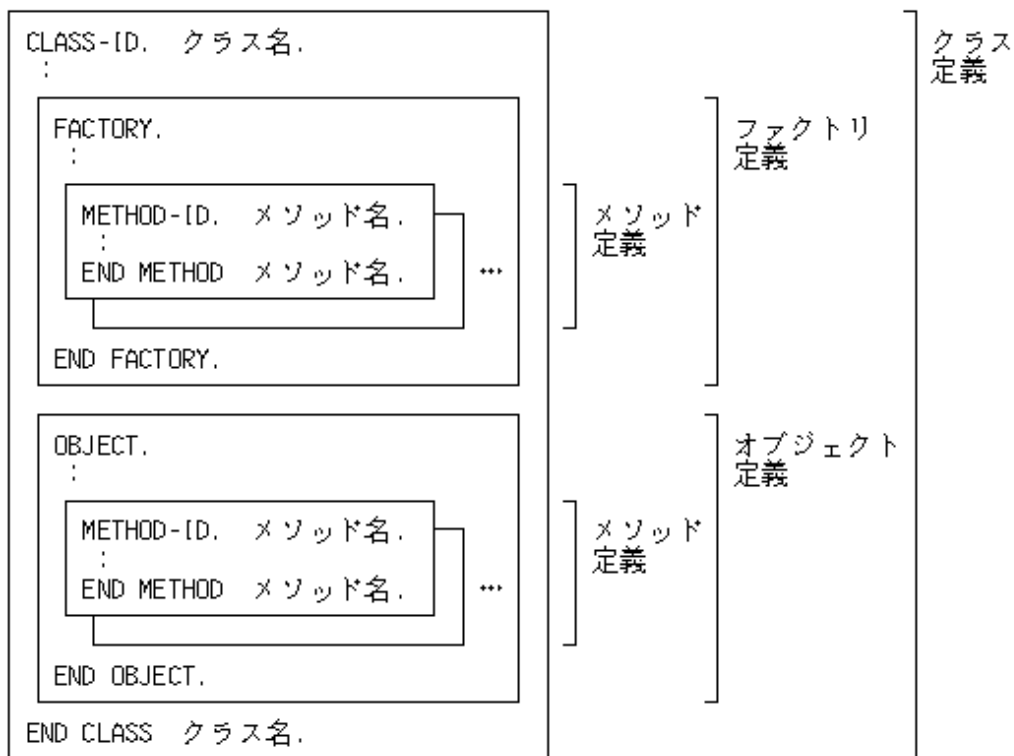 CLASS-ID. クラス名.
:
FACTORY.
:
METHOD-ID. メソッド名.
:
END METHOD メソッド名.
…
END FACTORY.
OBJECT.
:
METHOD-ID. メソッド名.
:
END METHOD メソッド名.
…
END OBJECT.
END CLASS クラス名.
メソッド
定義
ファクトリ
定義
メソッド
定義
オブジェクト
定義
クラス
定義